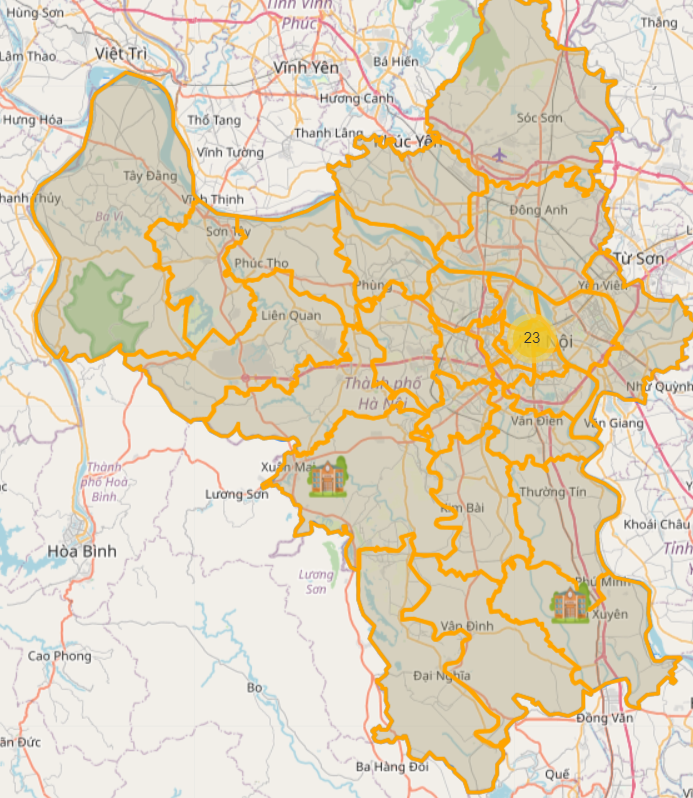 Tỉnh Vĩnh
Phúc
Hùng Sơn
Thắng
Lâm Thao
Việt Trì
Vĩnh Yên
Bá Hiến
Hương Canh
Hưng Hóa
Thổ Tang
Thanh Lãng
Phúc Yên
Sóc Sơn
Vĩnh Tường
Tây Đằng
Thanh Thủy
Vĩnh Thịnh
Ba Vì
Đông Anh
Sơn Tây
Phúc Thọ
Từ Sơn
Phùng
Yên Viên
Liên Quan
23
Nội
Thành phố
Hà Nội
Như Quỳnh
Văn Điển
Văn Giang
Xuân Mai
Thành
phố Hoà
Bình
Lương Sơn
Kim Bài
Thường Tín
Khoái Châu
Hòa Bình
Tỉnh
Lương
Sơn
Phú Minh
Xuyên
Vân Đình
Cao Phong
Đại Nghĩa
Bo
Đồng Văn
Ba Hàng Đồi
Quế